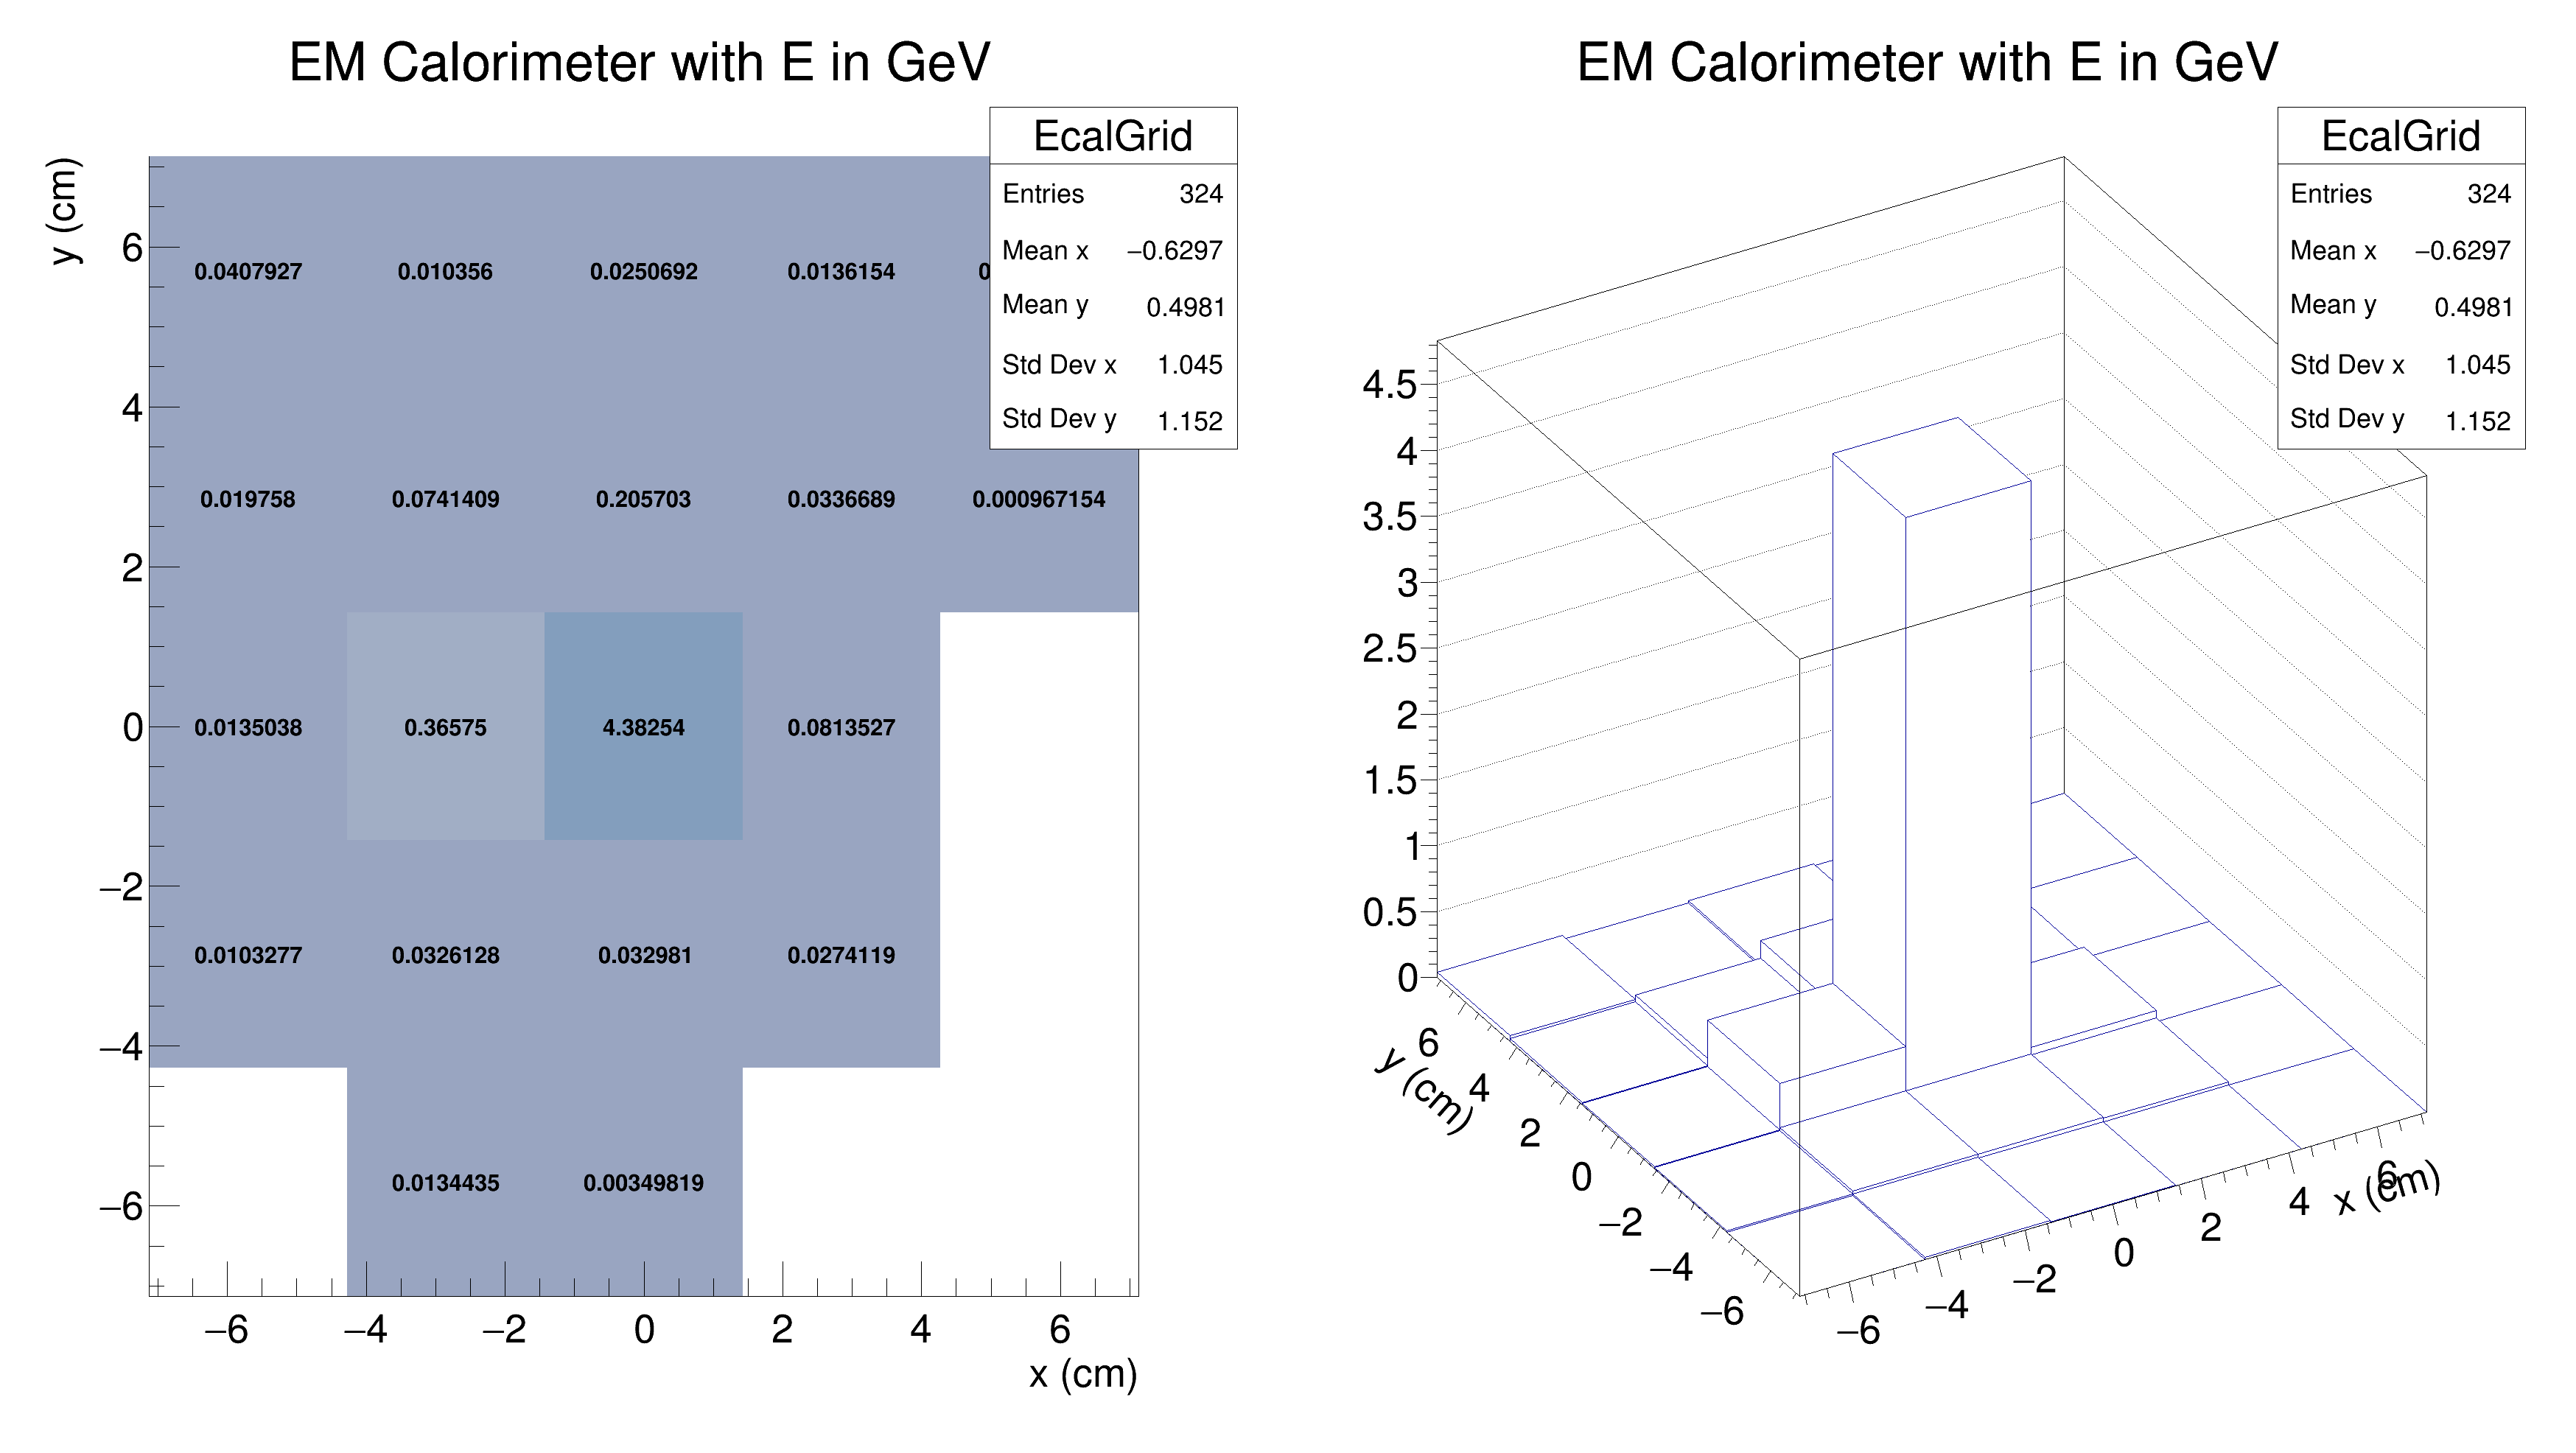 EM Calorimeter with E in GeV
EcalGrid
Entries 324
Mean x −0.6297
Mean y 0.4981
Std Dev x 1.045
Std Dev y 1.152
y (cm)
6
4
2
0
−2
−4
−6
0.0407927 0.010356 0.0250692 0.0136154
0.019758 0.0741409 0.205703 0.0336689 0.000967154
0.0135038 0.36575 4.38254 0.0813527
0.0103277 0.0326128 0.032981 0.0274119
0.0134435 0.00349819
−6 −4 −2 0 2 4 6
x (cm)
EM Calorimeter with E in GeV
EcalGrid
Entries 324
Mean x −0.6297
Mean y 0.4981
Std Dev x 1.045
Std Dev y 1.152
4.5
4
3.5
3
2.5
2
1.5
1
0.5
0
y (cm)
6
4
2
0
−2
−4
−6
−6
−4
−2
0
2
4
6
x (cm)